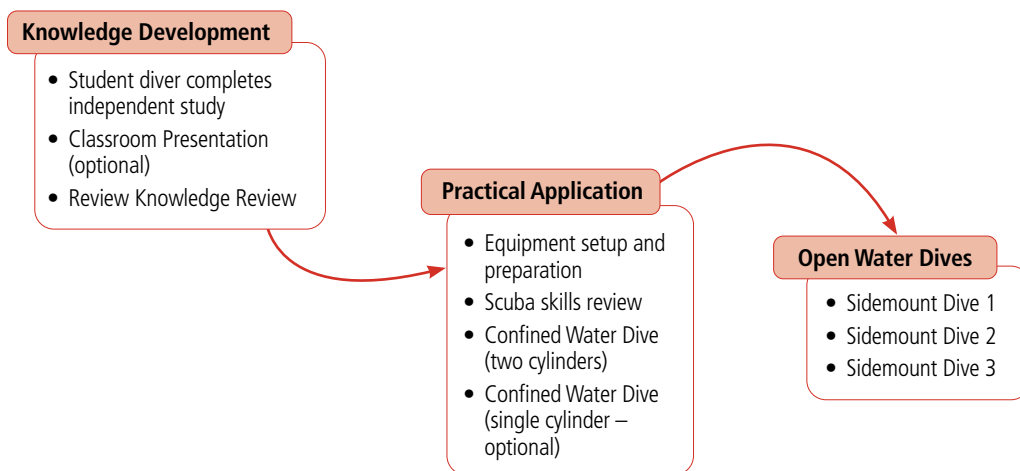 Knowledge Development
• Student diver completes
independent study
• Classroom Presentation
(optional)
• Review Knowledge Review
Practical Application
• Equipment setup and
preparation
• Scuba skills review
• Confined Water Dive
(two cylinders)
• Confined Water Dive
(single cylinder –
optional)
Open Water Dives
• Sidemount Dive 1
• Sidemount Dive 2
• Sidemount Dive 3